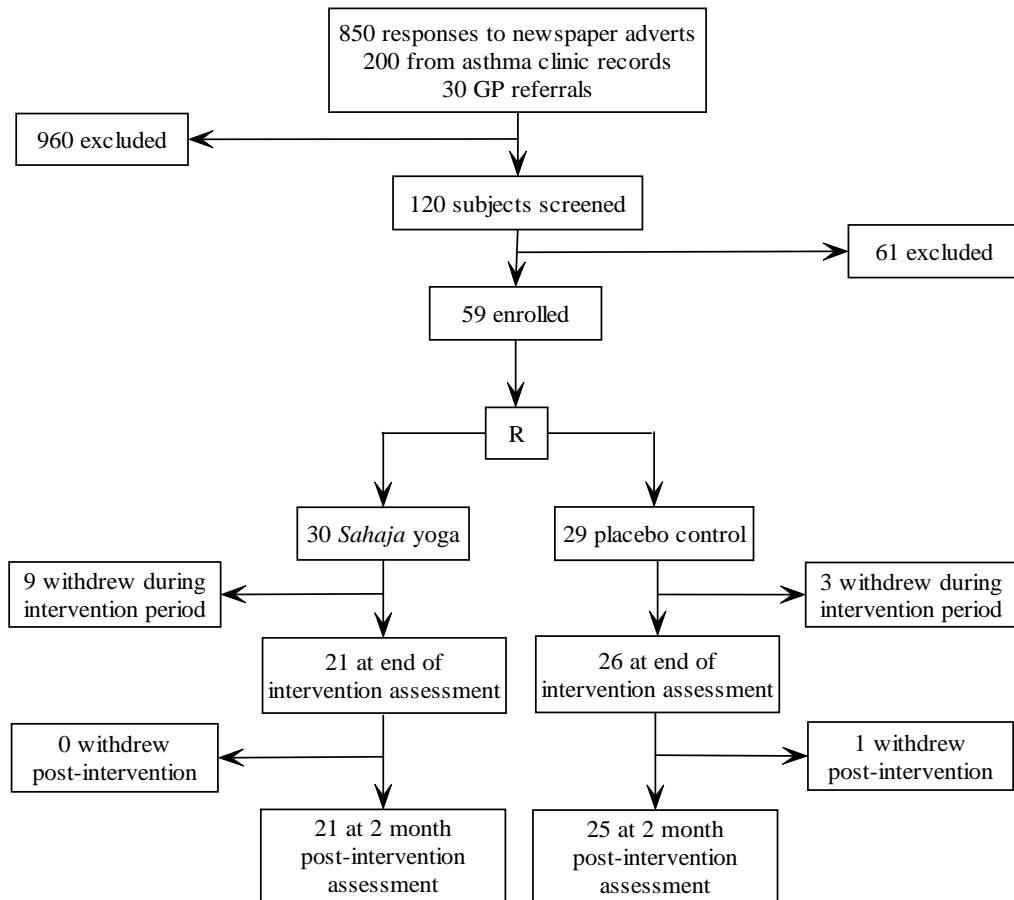 850 responses to newspaper adverts
200 from asthma clinic records
30 GP referrals
960 excluded
120 subjects screened
61 excluded
59 enrolled
R
30 Sahaja yoga
29 placebo control
9 withdrew during
intervention period
3 withdrew during
intervention period
21 at end of
intervention assessment
26 at end of
intervention assessment
0 withdrew
post-intervention
1 withdrew
post-intervention
21 at 2 month
post-intervention
assessment
25 at 2 month
post-intervention
assessment